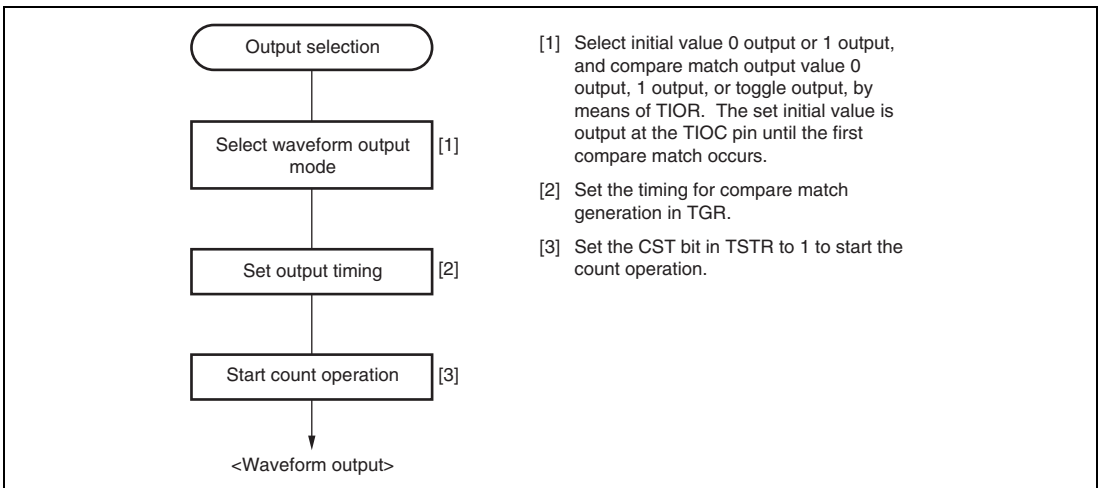 Output selection
Select waveform output
mode
[1]
Set output timing
[2]
Start count operation
[3]
<Waveform output>
[1] Select initial value 0 output or 1 output,
and compare match output value 0
output, 1 output, or toggle output, by
means of TIOR. The set initial value is
output at the TIOC pin until the first
compare match occurs.
[2] Set the timing for compare match
generation in TGR.
[3] Set the CST bit in TSTR to 1 to start the
count operation.